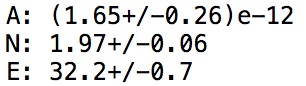 A: (1.65+/-0.26)e-12
N: 1.97+/-0.06
E: 32.2+/-0.7